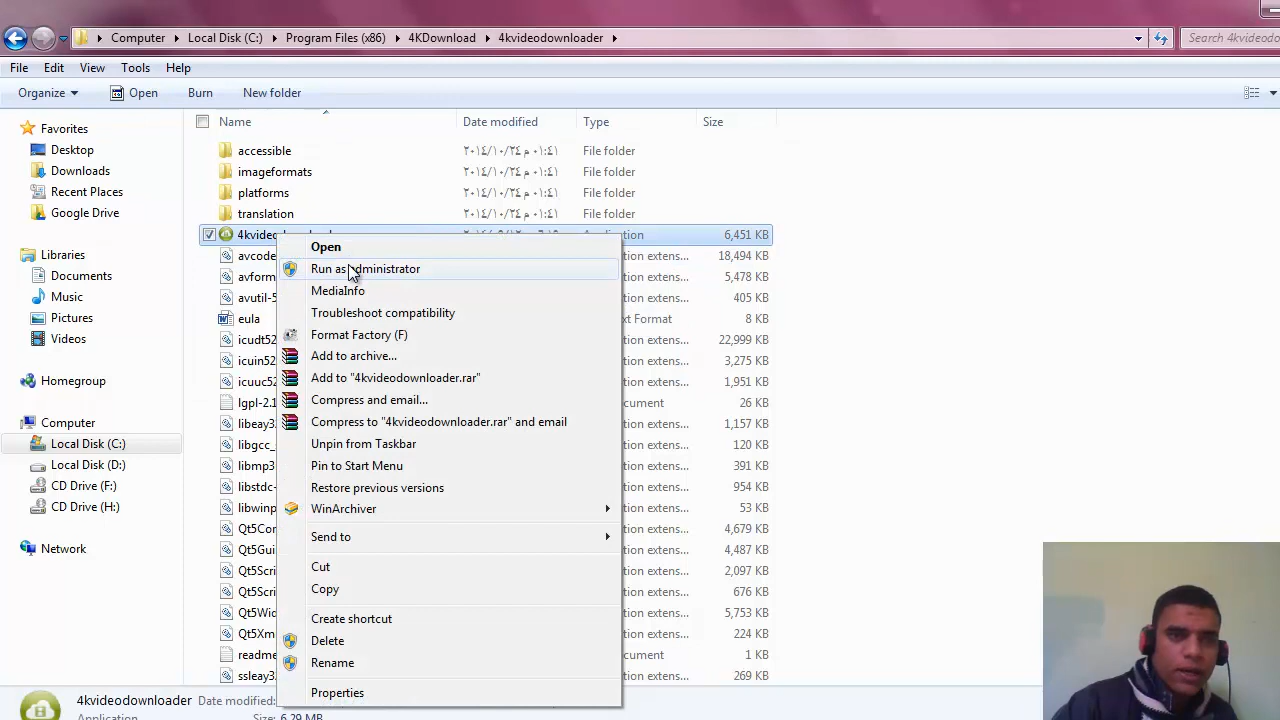 Computer Local Disk (C:) Program Files (x86) 4KDownload 4kvideodownloader
Search 4kvideodo
File Edit View Tools Help
Organize Open Burn New folder
Name Date modified Type Size
Favorites
Desktop
Downloads
Recent Places
Google Drive
Libraries
Documents
Music
Pictures
Videos
Homegroup
Computer
Local Disk (C:)
Local Disk (D:)
CD Drive (F:)
CD Drive (H:)
Network
accessible ٢٠١٤/١٠/٢٤ ٠١:٤١ م File folder
imageformats ٢٠١٤/١٠/٢٤ ٠١:٤١ م File folder
platforms ٢٠١٤/١٠/٢٤ ٠١:٤١ م File folder
translation ٢٠١٤/١٠/٢٤ ٠١:٤١ م File folder
6,451 KB
avcode 18,494 KB
avform 5,478 KB
avutil-5 405 KB
eula xt Format 8 KB
icudt52 22,999 KB
icuin52 3,275 KB
icuuc52 1,951 KB
lgpl-2.1 cument 26 KB
libeay3 1,157 KB
libgcc_ 120 KB
libmp3 391 KB
libstdc- 954 KB
libwinp 53 KB
Qt5Cor 4,679 KB
Qt5Gui 4,487 KB
Qt5Scri 2,097 KB
Qt5Scri 676 KB
Qt5Wid 5,753 KB
Qt5Xm 224 KB
readme cument 1 KB
ssleay3 269 KB
Open
Run as administrator
MediaInfo
Troubleshoot compatibility
Format Factory (F)
Add to archive...
Add to "4kvideodownloader.rar"
Compress and email...
Compress to "4kvideodownloader.rar" and email
Unpin from Taskbar
Pin to Start Menu
Restore previous versions
WinArchiver
Send to
Cut
Copy
Create shortcut
Delete
Rename
Properties
4kvideodownloader Date modified:
Application Size: 6.29 MB